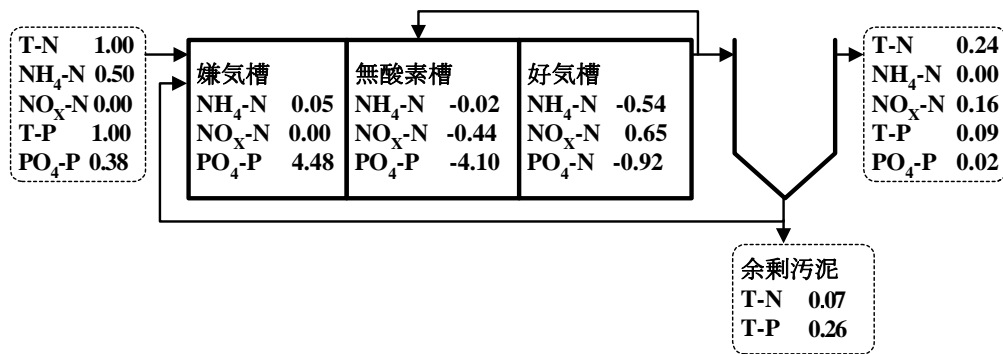 T-N 1.00
NH4-N 0.50
NOX-N 0.00
T-P 1.00
PO4-P 0.38
嫌気槽
NH4-N 0.05
NOX-N 0.00
PO4-P 4.48
無酸素槽
NH4-N -0.02
NOX-N -0.44
PO4-P -4.10
好気槽
NH4-N -0.54
NOX-N 0.65
PO4-N -0.92
T-N 0.24
NH4-N 0.00
NOX-N 0.16
T-P 0.09
PO4-P 0.02
余剰汚泥
T-N 0.07
T-P 0.26